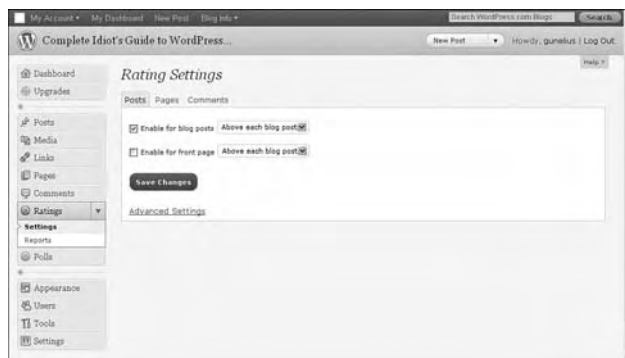 My Account ▾ My Dashboard New Post Blog Info ▾ Search WordPress.com Blogs Search
Complete Idiot's Guide to WordPress... New Post Howdy, gunelius | Log Out
Help ▾
Dashboard
Upgrades
Posts
Media
Links
Pages
Comments
Ratings
Settings
Reports
Polls
Appearance
Users
Tools
Settings
Rating Settings
Posts Pages Comments
Enable for blog posts Above each blog post
Enable for front page Above each blog post
Save Changes
Advanced Settings